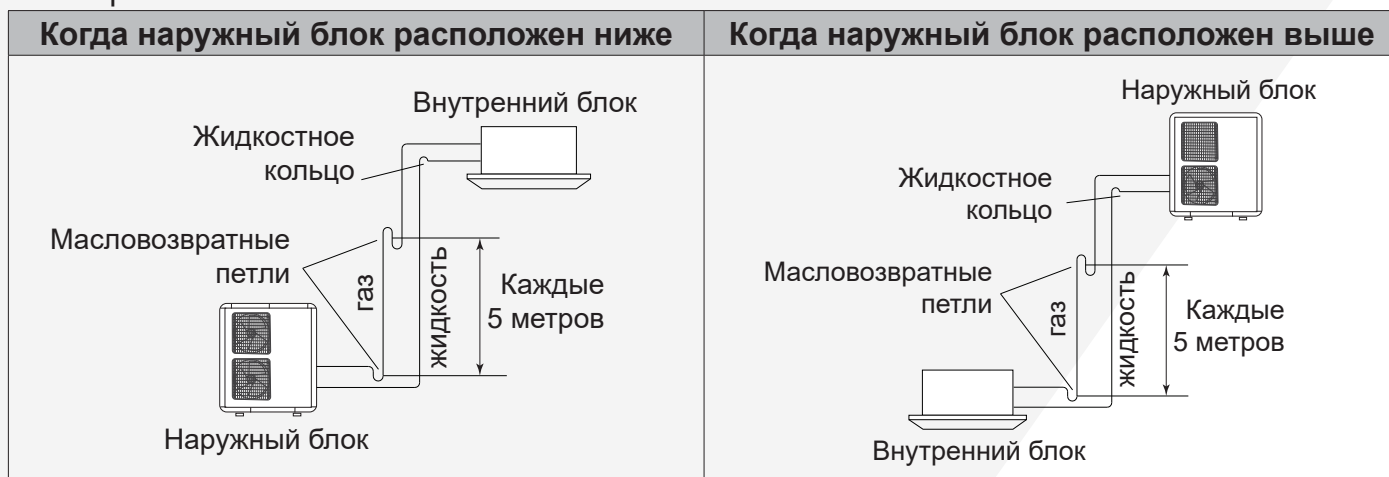 Когда наружный блок расположен ниже
Внутренний блок
Жидкостное
кольцо
Масловозвратные
петли
газ
жидкость
Каждые
5 метров
Наружный блок
Когда наружный блок расположен выше
Наружный блок
Жидкостное
кольцо
Масловозвратные
петли
газ
жидкость
Каждые
5 метров
Внутренний блок